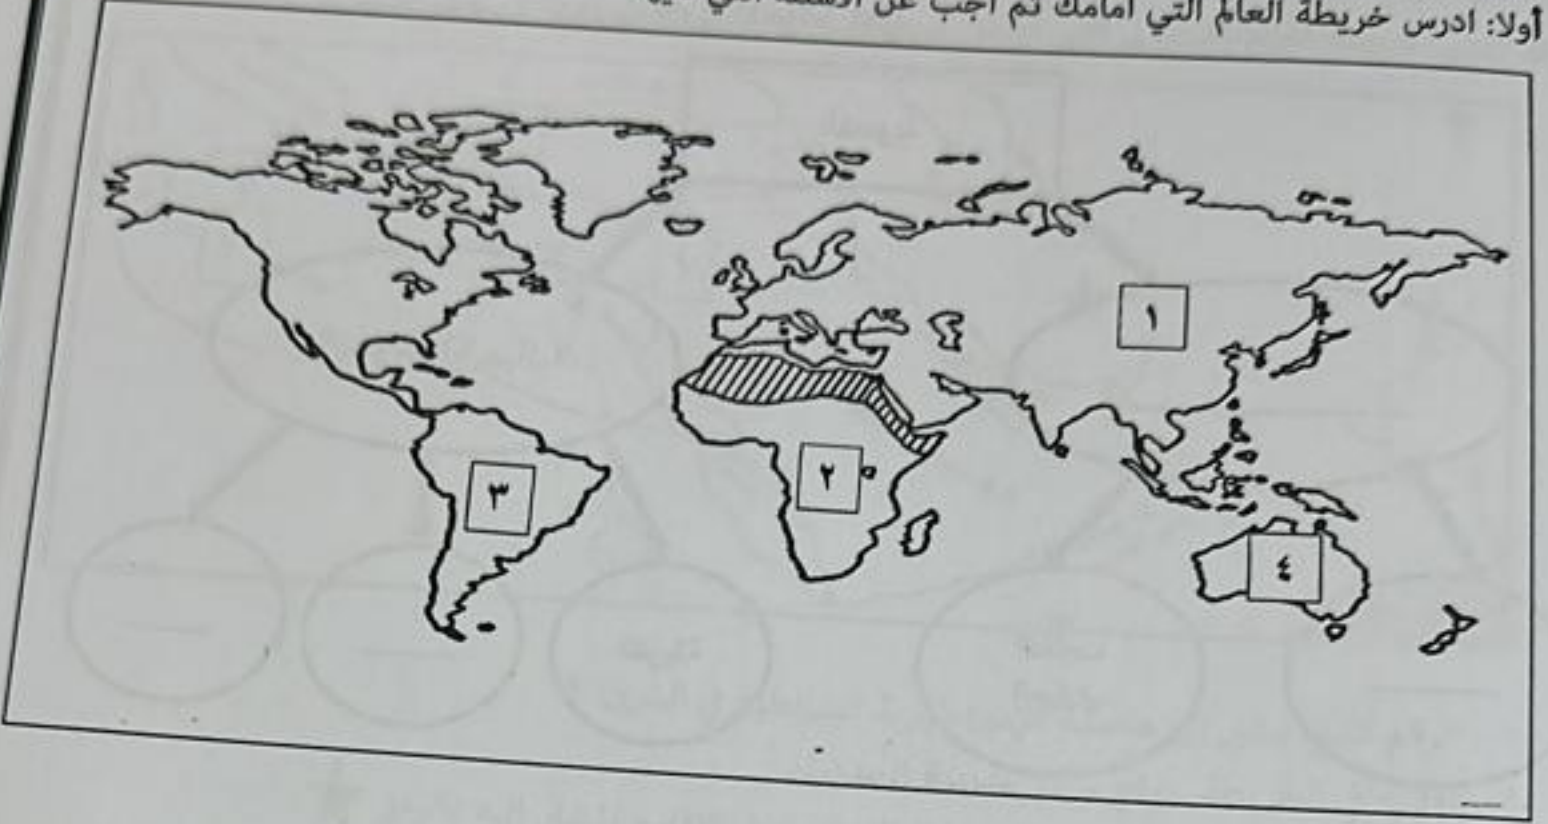 أولا: ادرس خريطة العالم التي أمامك ثم أجب عن
١
٢
٣
٤